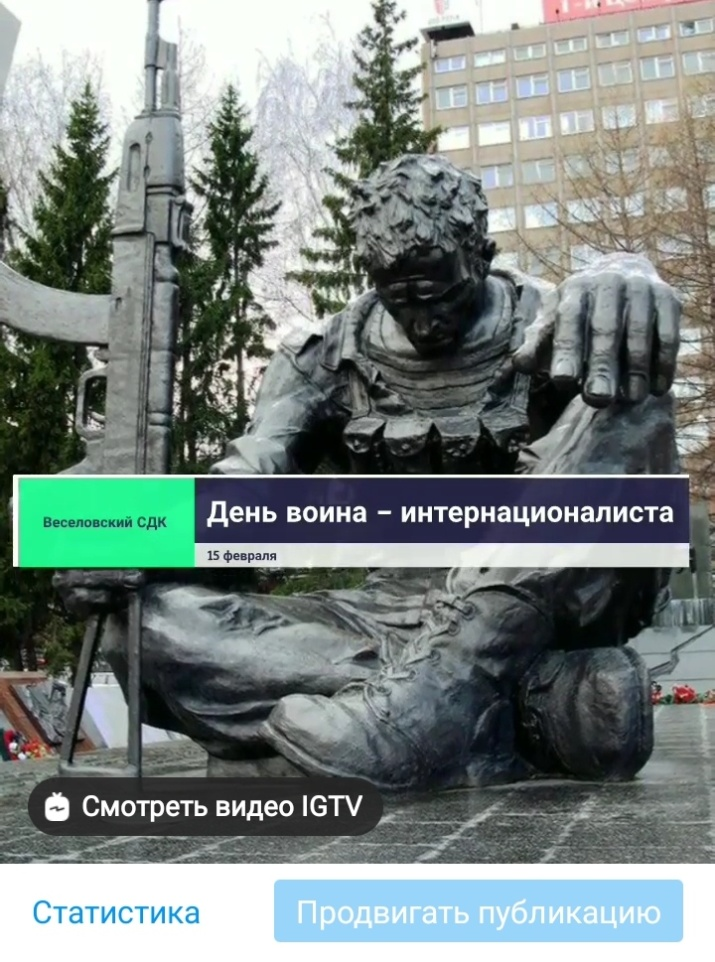 Веселовский СДК
День воина – интернационалиста
15 февраля
Смотреть видео IGTV
Статистика
Продвигать публикацию